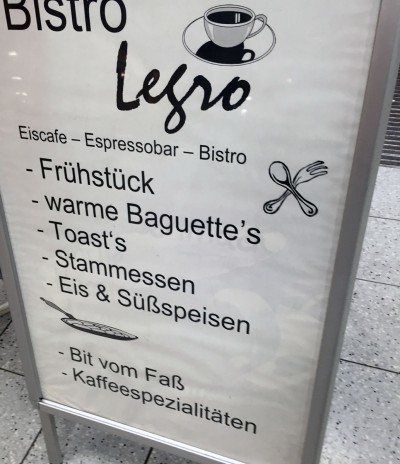 Bistro
Legro
Eiscafe – Espressobar – Bistro
- Frühstück
- warme Baguette's
- Toast's
- Stammessen
- Eis & Süßspeisen
- Bit vom Faß
- Kaffeespezialitäten